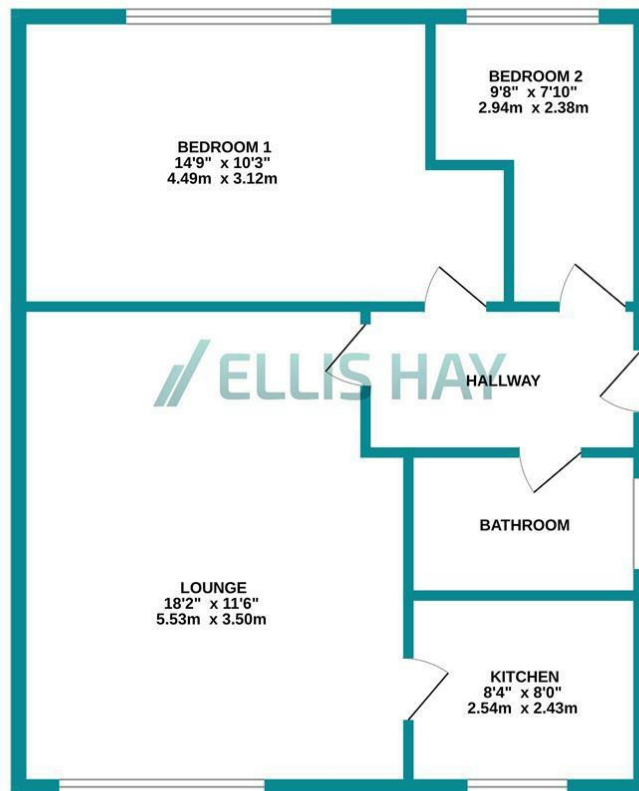 BEDROOM 2
9'8" x 7'10"
2.94m x 2.38m
BEDROOM 1
14'9" x 10'3"
4.49m x 3.12m
ELLIS HAY
HALLWAY
BATHROOM
LOUNGE
18'2" x 11'6"
5.53m x 3.50m
KITCHEN
8'4" x 8'0"
2.54m x 2.43m